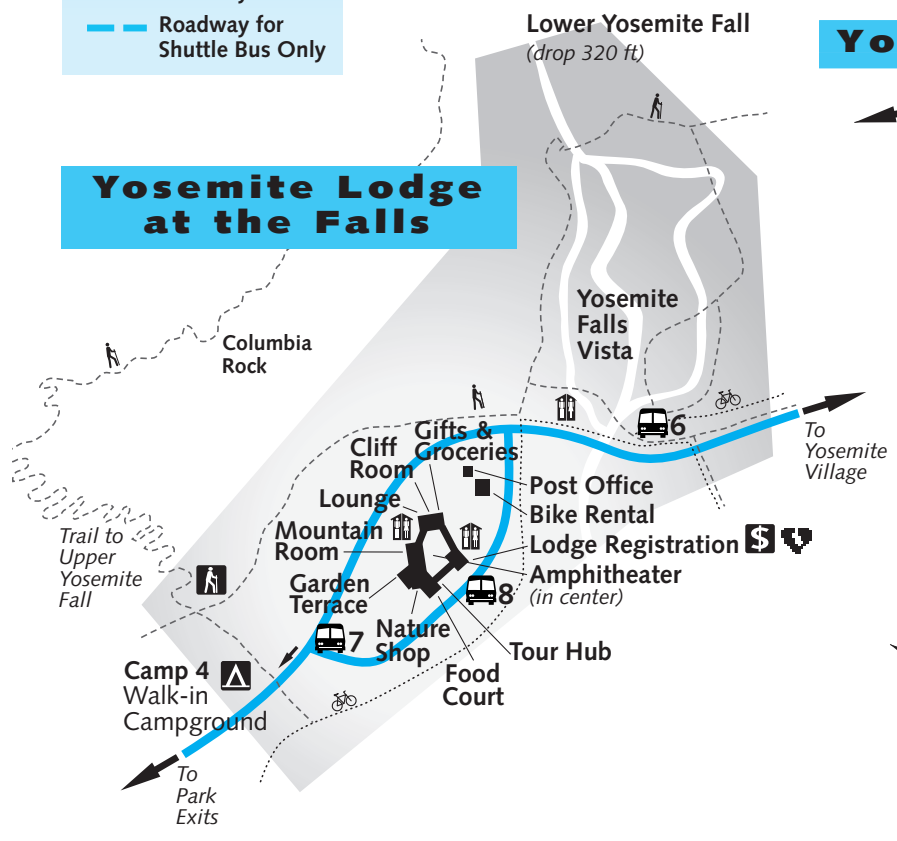 Roadway for
Shuttle Bus Only
Lower Yosemite Fall
(drop 320 ft)
Yo
Yosemite Lodge
at the Falls
Yosemite
Falls
Vista
Columbia
Rock
6
To
Yosemite
Village
Gifts &
Groceries
Cliff
Room
Lounge
Mountain
Room
Garden
Terrace
Post Office
Bike Rental
Lodge Registration $
Amphitheater
(in center)
8
Trail to
Upper
Yosemite
Fall
7
Nature
Shop
Tour Hub
Food
Court
Camp 4
Walk-in
Campground
To
Park
Exits